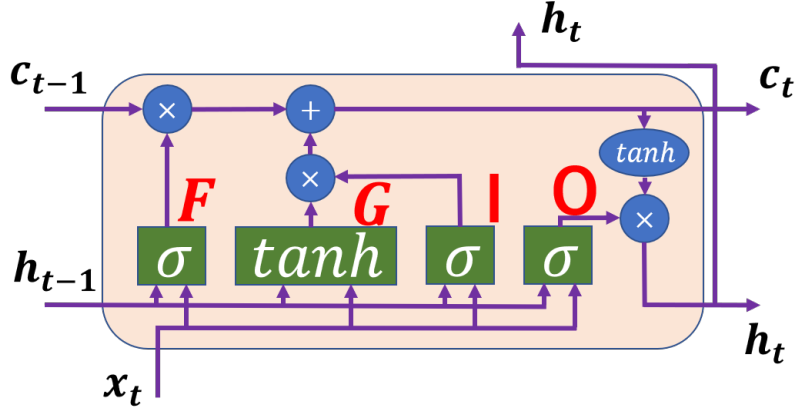 h_t
c_{t-1}
c_t
×
+
tanh
×
F
G
I
O
×
h_{t-1}
σ
tanh
σ
σ
h_t
x_t